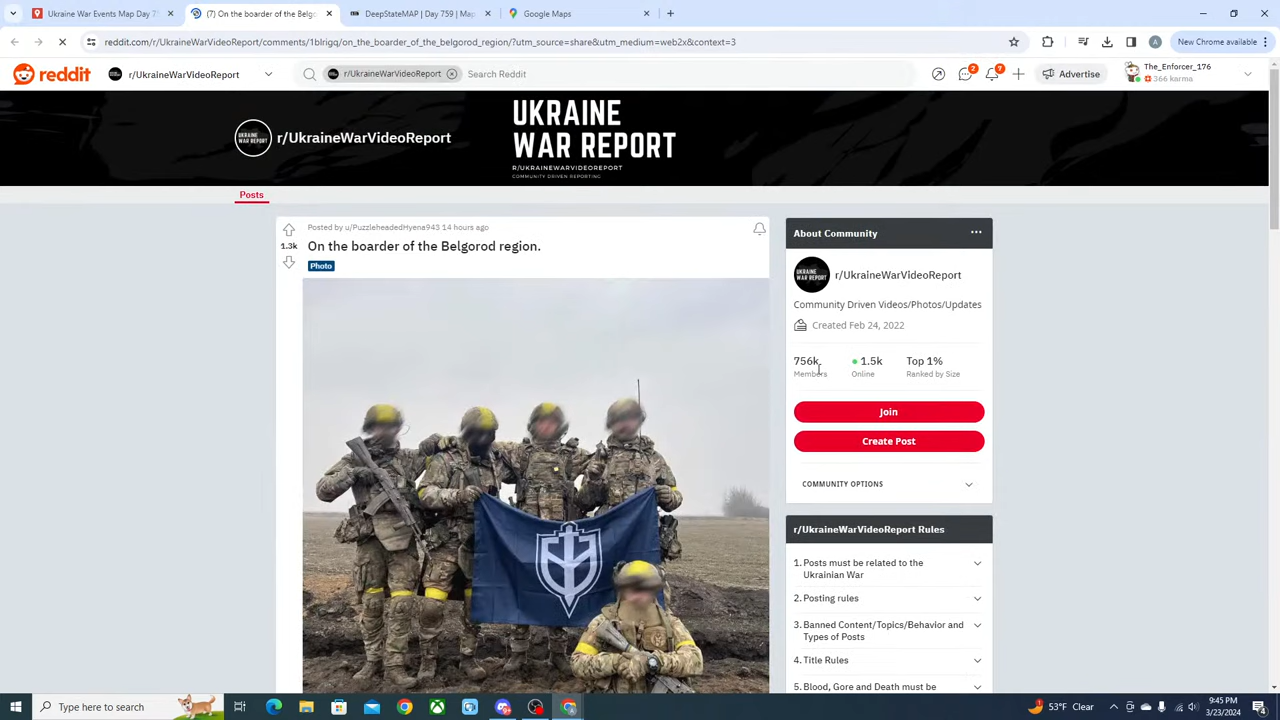 Ukraine War Events Map Day 75
(7) On the boarder of the Belgo
DeepStateMAP | Day 759 | Map
Google Maps
reddit.com/r/UkraineWarVideoReport/comments/1blrigq/on_the_boarder_of_the_belgorod_region/?utm_source=share&utm_medium=web2x&context=3
A
New Chrome available
reddit
r/UkraineWarVideoReport
r/UkraineWarVideoReport
Search Reddit
2
7
Advertise
The_Enforcer_176
366 karma
r/UkraineWarVideoReport
UKRAINE
WAR REPORT
R/UKRAINEWARVIDEOREPORT
COMMUNITY DRIVEN REPORTING
Posts
1.3k
Posted by u/PuzzleheadedHyena943 14 hours ago
On the boarder of the Belgorod region.
Photo
About Community
r/UkraineWarVideoReport
Community Driven Videos/Photos/Updates
Created Feb 24, 2022
756k 1.5k Top 1%
Members Online Ranked by Size
Join
Create Post
COMMUNITY OPTIONS
r/UkraineWarVideoReport Rules
1. Posts must be related to the
Ukrainian War
2. Posting rules
3. Banned Content/Topics/Behavior and
Types of Posts
4. Title Rules
5. Blood, Gore and Death must be
Type here to search
53°F Clear
9:45 PM
3/23/2024